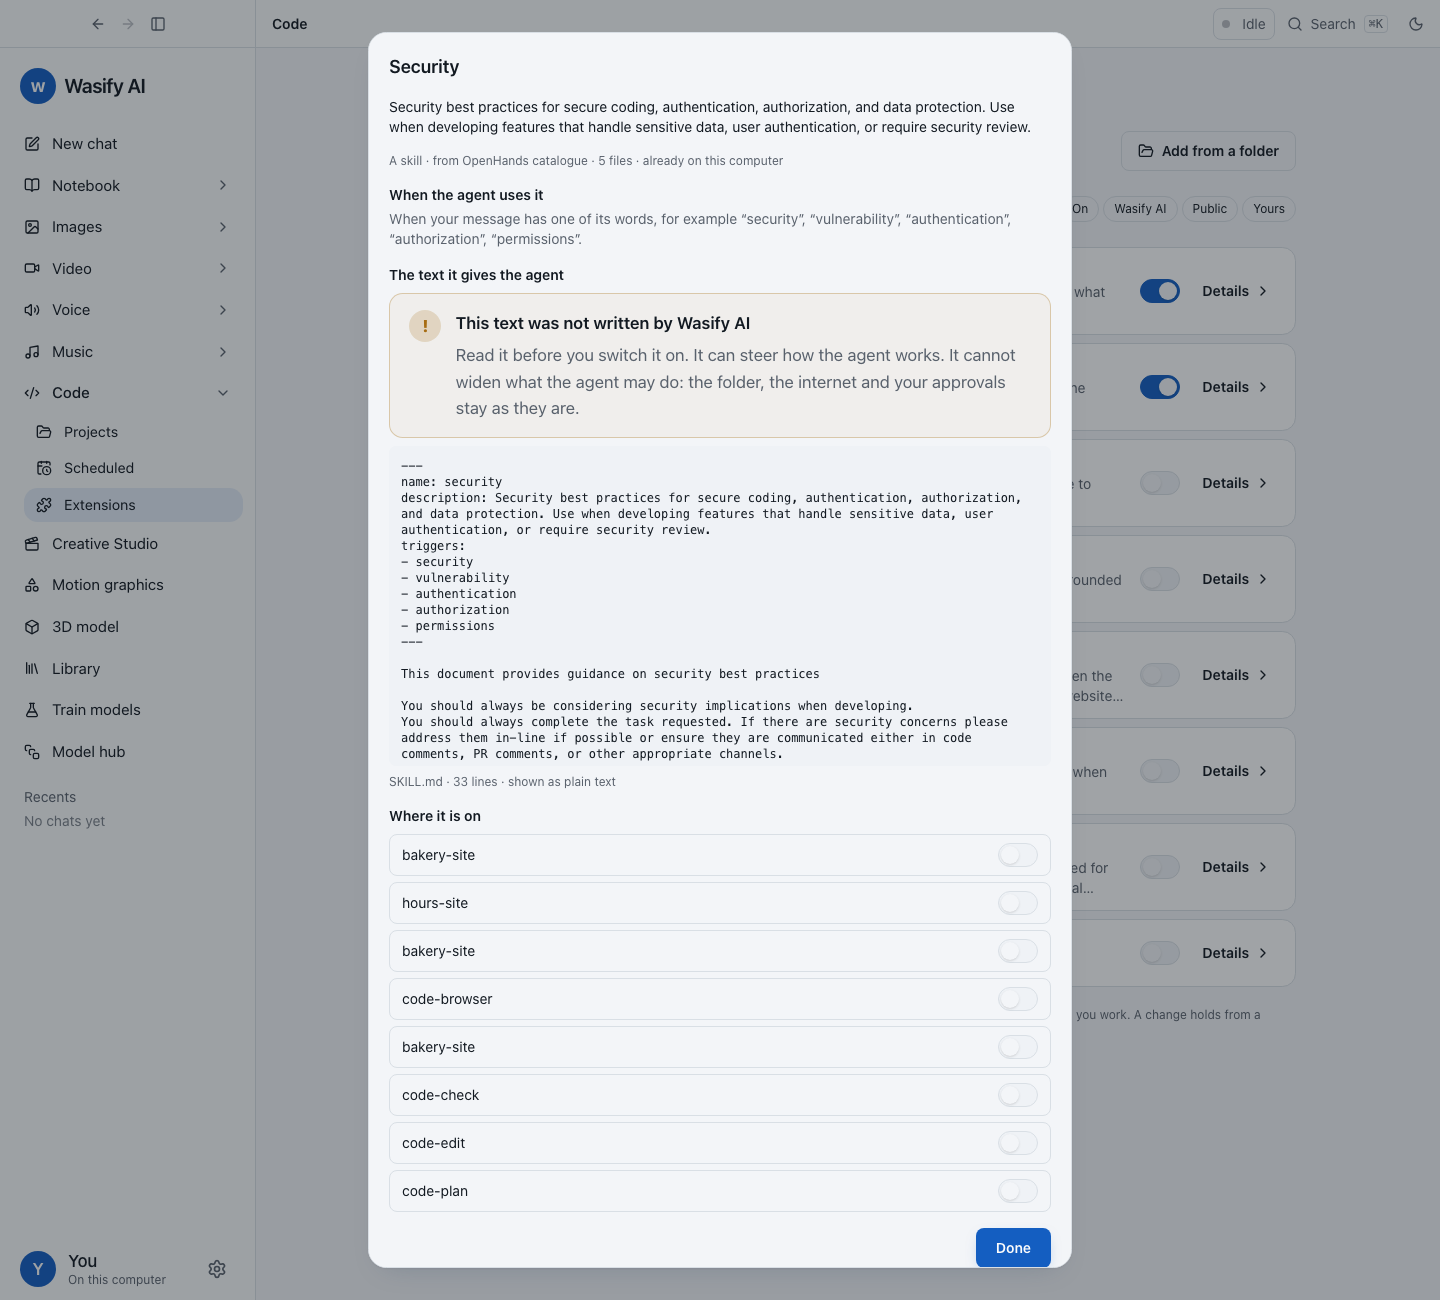 Code
Idle
Search ⌘K
w Wasify AI
New chat
Notebook
Images
Video
Voice
Music
Code
Projects
Scheduled
Extensions
Creative Studio
Motion graphics
3D model
Library
Train models
Model hub
Recents
No chats yet
Y You
On this computer
Security
Security best practices for secure coding, authentication, authorization, and data protection. Use
when developing features that handle sensitive data, user authentication, or require security review.
A skill · from OpenHands catalogue · 5 files · already on this computer
When the agent uses it
When your message has one of its words, for example “security”, “vulnerability”, “authentication”,
“authorization”, “permissions”.
The text it gives the agent
! This text was not written by Wasify AI
Read it before you switch it on. It can steer how the agent works. It cannot
widen what the agent may do: the folder, the internet and your approvals
stay as they are.
---
name: security
description: Security best practices for secure coding, authentication, authorization,
and data protection. Use when developing features that handle sensitive data, user
authentication, or require security review.
triggers:
- security
- vulnerability
- authentication
- authorization
- permissions
---
This document provides guidance on security best practices
You should always be considering security implications when developing.
You should always complete the task requested. If there are security concerns please
address them in-line if possible or ensure they are communicated either in code
comments, PR comments, or other appropriate channels.
SKILL.md · 33 lines · shown as plain text
Where it is on
bakery-site
hours-site
bakery-site
code-browser
bakery-site
code-check
code-edit
code-plan
Done
Add from a folder
On Wasify AI Public Yours
what Details
Details
to Details
Details
en the Details
when Details
ed for Details
Details
you work. A change holds from a